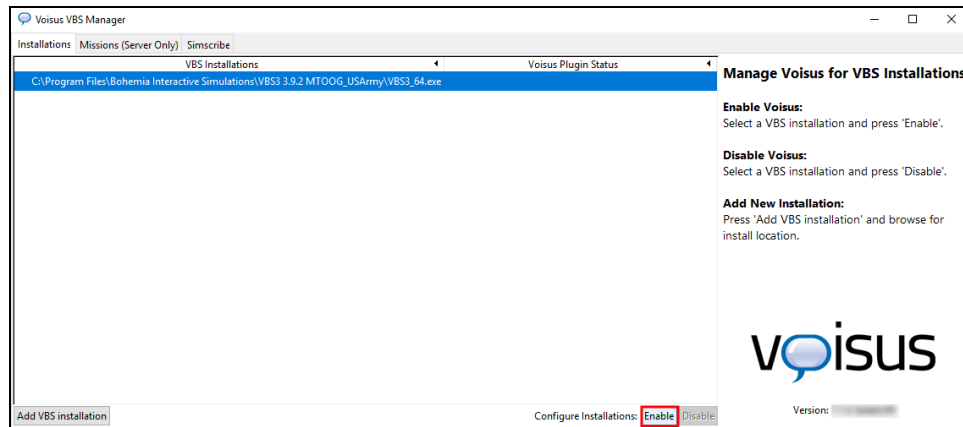 Voisus VBS Manager
Installations Missions (Server Only) Simscribe
VBS Installations Voisus Plugin Status
C:\Program Files\Bohemia Interactive Simulations\VBS3 3.9.2 MTOOG_USArmy\VBS3_64.exe
Manage Voisus for VBS Installations
Enable Voisus:
Select a VBS installation and press 'Enable'.
Disable Voisus:
Select a VBS installation and press 'Disable'.
Add New Installation:
Press 'Add VBS installation' and browse for
install location.
voisus
Version:
Add VBS installation Configure Installations: Enable Disable